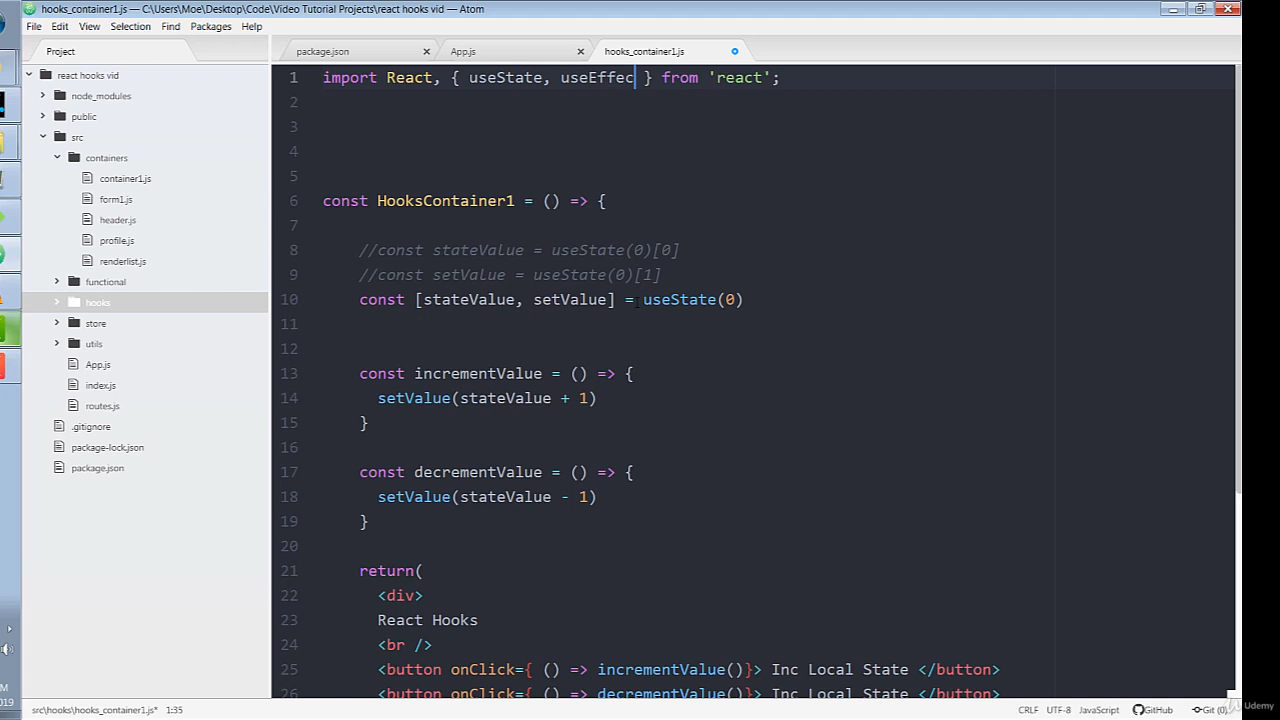 hooks_container1.js — C:\Users\Moe\Desktop\Code\Video Tutorial Projects\react hooks vid — Atom
File Edit View Selection Find Packages Help
Project
package.json
App.js
hooks_container1.js
react hooks vid
node_modules
public
src
containers
container1.js
form1.js
header.js
profile.js
renderlist.js
functional
hooks
store
utils
App.js
index.js
routes.js
.gitignore
package-lock.json
package.json
1 import React, { useState, useEffec } from 'react';
2
3
4
5
6 const HooksContainer1 = () => {
7
8 //const stateValue = useState(0)[0]
9 //const setValue = useState(0)[1]
10 const [stateValue, setValue] = useState(0)
11
12
13 const incrementValue = () => {
14 setValue(stateValue + 1)
15 }
16
17 const decrementValue = () => {
18 setValue(stateValue - 1)
19 }
20
21 return(
22 <div>
23 React Hooks
24 <br />
25 <button onClick={ () => incrementValue()}> Inc Local State </button>
26 <button onClick={ () => decrementValue()}> Inc Local State </button>
src\hooks\hooks_container1.js* 1:35
CRLF UTF-8 JavaScript GitHub Git (0)
M
019
Udemy